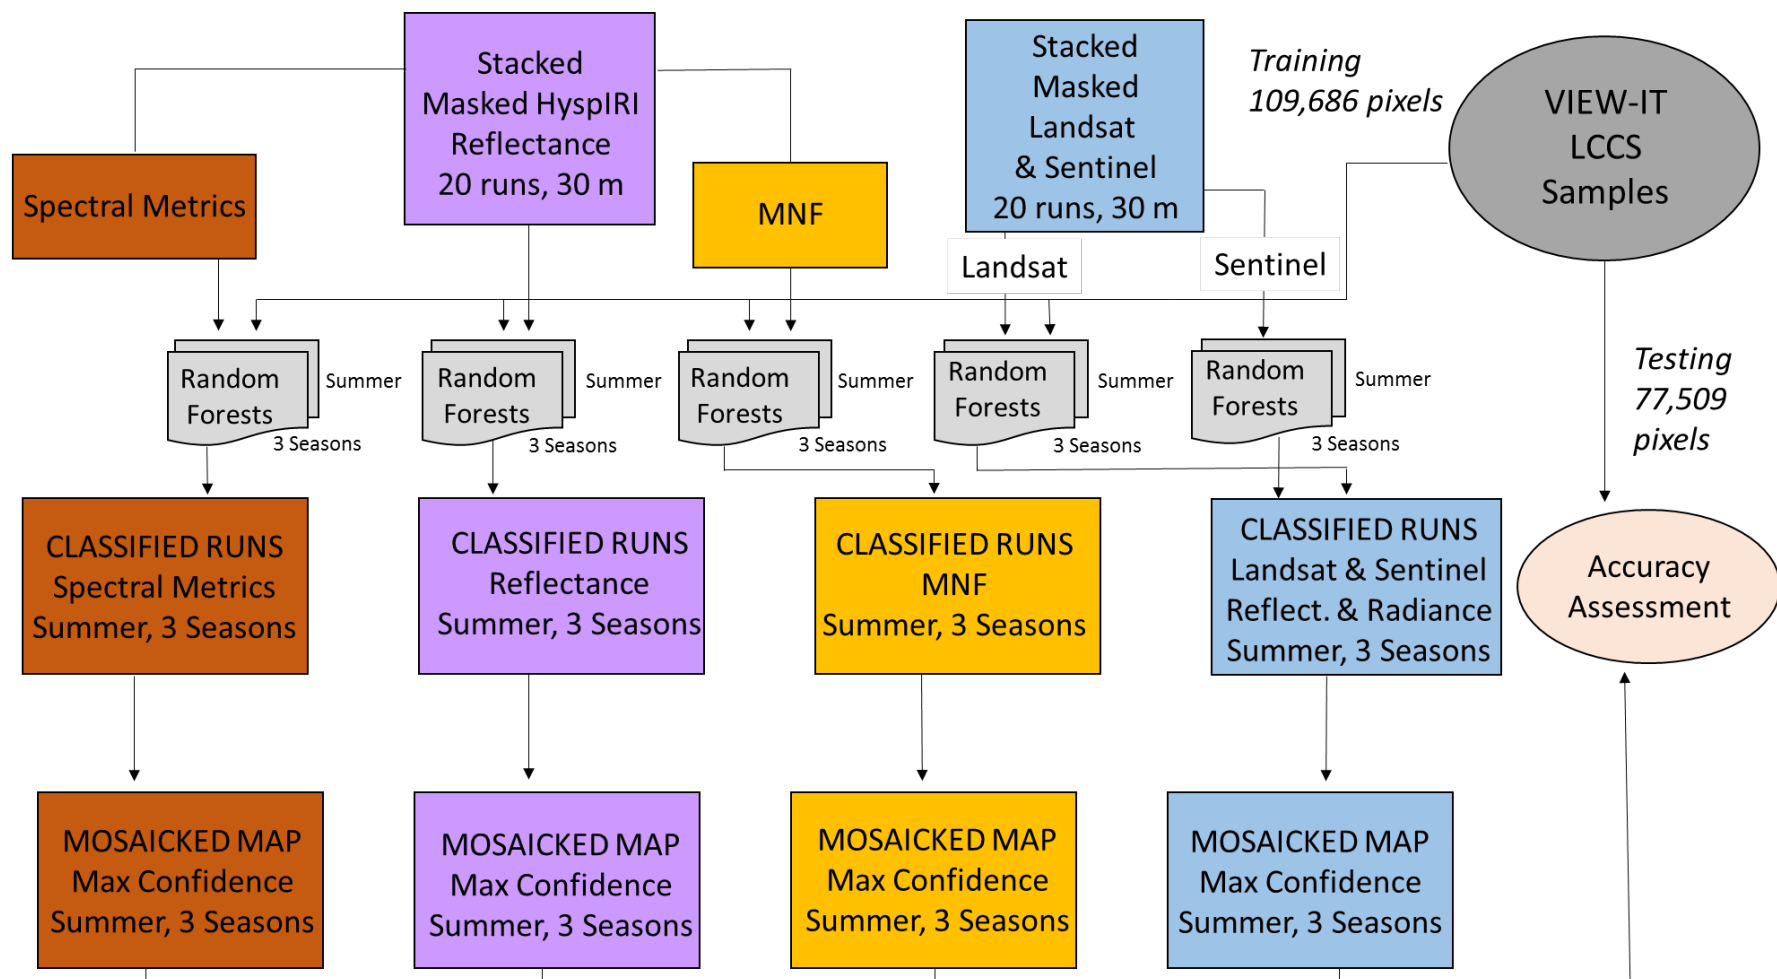 Stacked
Masked HyspIRI
Reflectance
20 runs, 30 m
Stacked
Masked
Landsat
& Sentinel
20 runs, 30 m
Training
109,686 pixels
VIEW-IT
LCCS
Samples
Spectral Metrics
MNF
Landsat
Sentinel
Random
Forests
Summer
3 Seasons
Random
Forests
Summer
3 Seasons
Random
Forests
Summer
3 Seasons
Random
Forests
Summer
3 Seasons
Random
Forests
Summer
3 Seasons
Testing
77,509
pixels
CLASSIFIED RUNS
Spectral Metrics
Summer, 3 Seasons
CLASSIFIED RUNS
Reflectance
Summer, 3 Seasons
CLASSIFIED RUNS
MNF
Summer, 3 Seasons
CLASSIFIED RUNS
Landsat & Sentinel
Reflect. & Radiance
Summer, 3 Seasons
Accuracy
Assessment
MOSAICKED MAP
Max Confidence
Summer, 3 Seasons
MOSAICKED MAP
Max Confidence
Summer, 3 Seasons
MOSAICKED MAP
Max Confidence
Summer, 3 Seasons
MOSAICKED MAP
Max Confidence
Summer, 3 Seasons